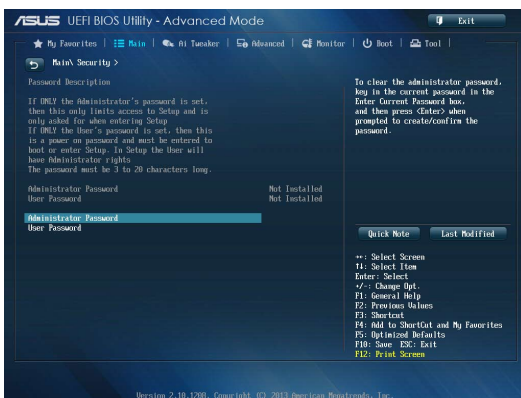 ASUS UEFI BIOS Utility - Advanced Mode
Exit
My Favorites
Main
Ai Tweaker
Advanced
Monitor
Boot
Tool
Main\ Security >
Password Description
If ONLY the Administrator's password is set,
then this only limits access to Setup and is
only asked for when entering Setup
If ONLY the User's password is set, then this
is a power on password and must be entered to
boot or enter Setup. In Setup the User will
have Administrator rights
The password must be 3 to 20 characters long.
Administrator Password Not Installed
User Password Not Installed
Administrator Password
User Password
To clear the administrator password,
key in the current password in the
Enter Current Password box,
and then press <Enter> when
prompted to create/confirm the
password.
Quick Note
Last Modified
→←: Select Screen
↑↓: Select Item
Enter: Select
+/-: Change Opt.
F1: General Help
F2: Previous Values
F3: Shortcut
F4: Add to ShortCut and My Favorites
F5: Optimized Defaults
F10: Save ESC: Exit
F12: Print Screen
Version 2.10.1208. Copyright (C) 2013 American Megatrends, Inc.